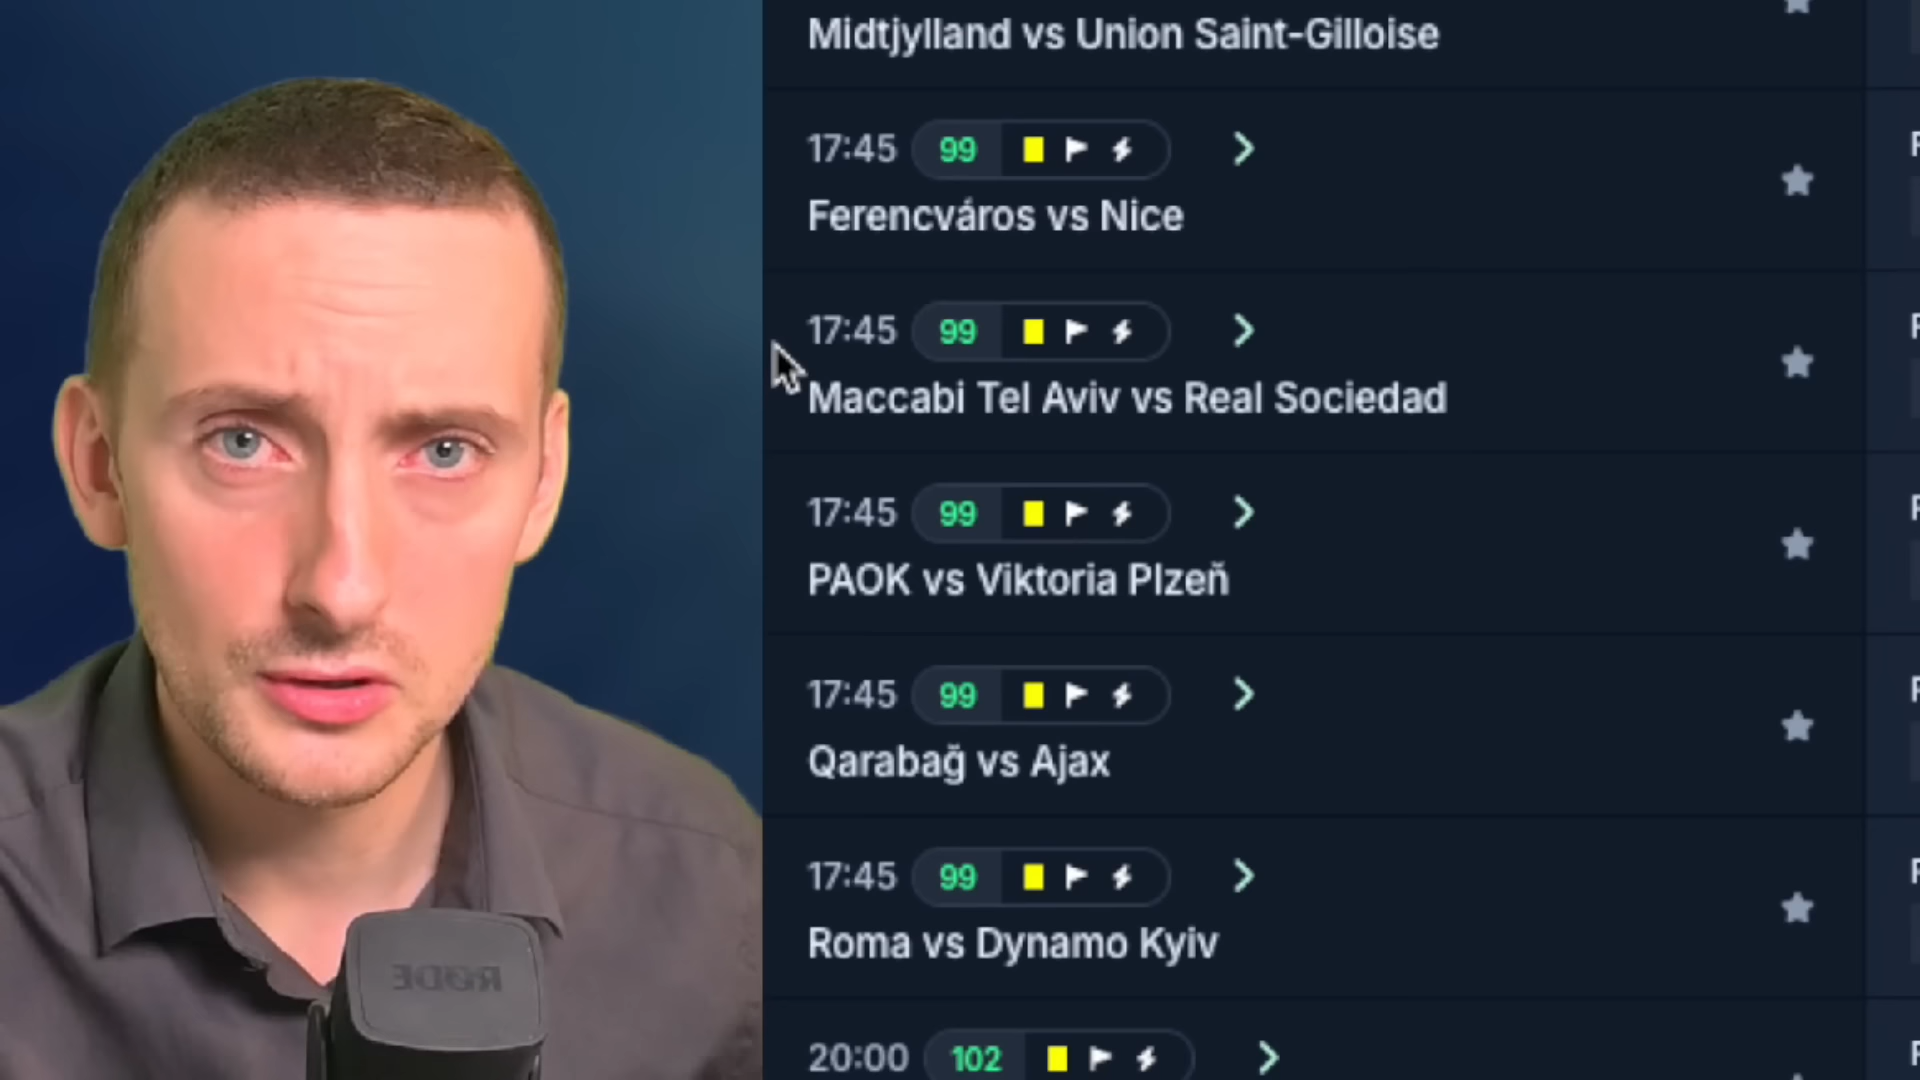 Midtjylland vs Union Saint-Gilloise
17:45 99
Ferencváros vs Nice
17:45 99
Maccabi Tel Aviv vs Real Sociedad
17:45 99
PAOK vs Viktoria Plzeň
17:45 99
Qarabağ vs Ajax
17:45 99
Roma vs Dynamo Kyiv
20:00 102
RØDE